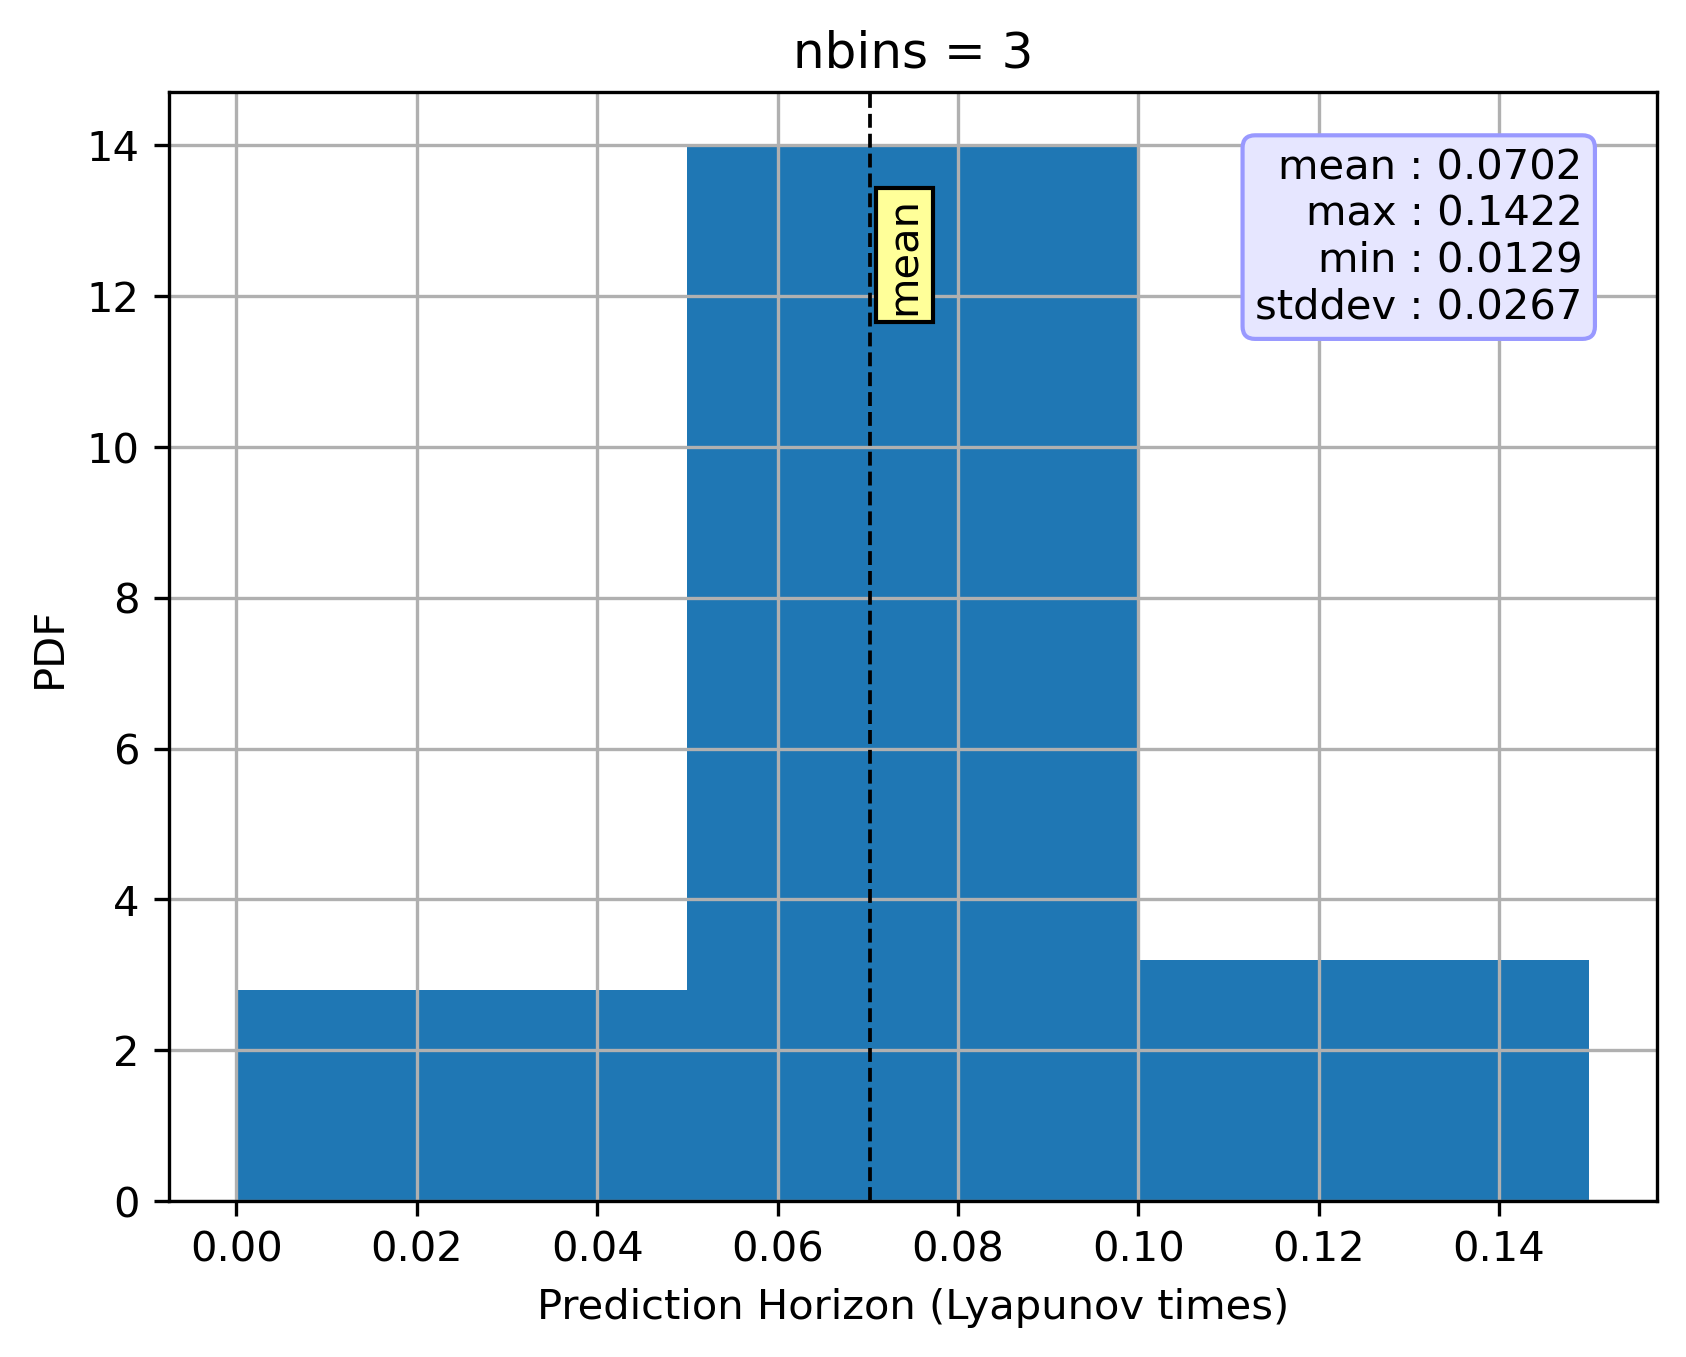 nbins = 3
14
12
10
8
6
4
2
0
PDF
mean
mean : 0.0702
max : 0.1422
min : 0.0129
stddev : 0.0267
0.00 0.02 0.04 0.06 0.08 0.10 0.12 0.14
Prediction Horizon (Lyapunov times)